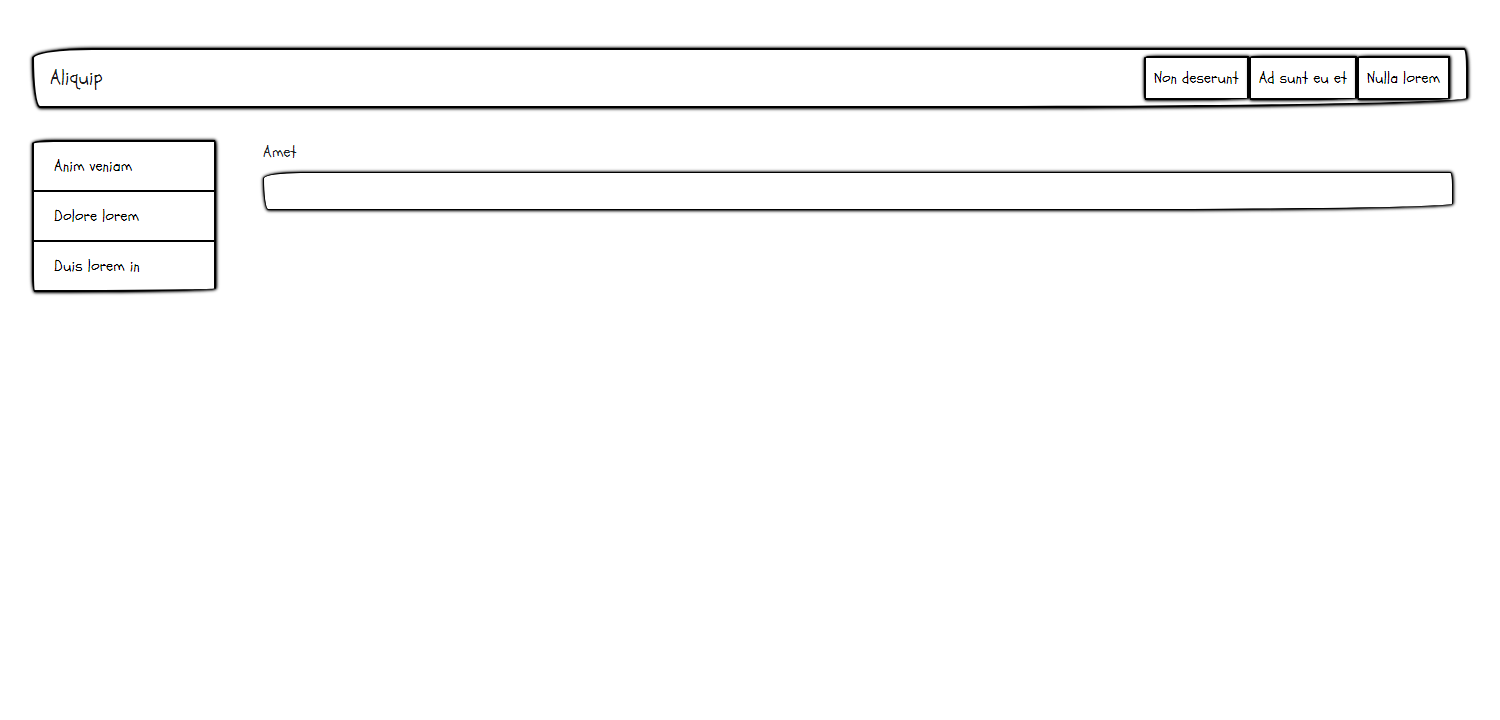 Aliquip
Non deserunt
Ad sunt eu et
Nulla lorem
Anim veniam
Dolore lorem
Duis lorem in
Amet